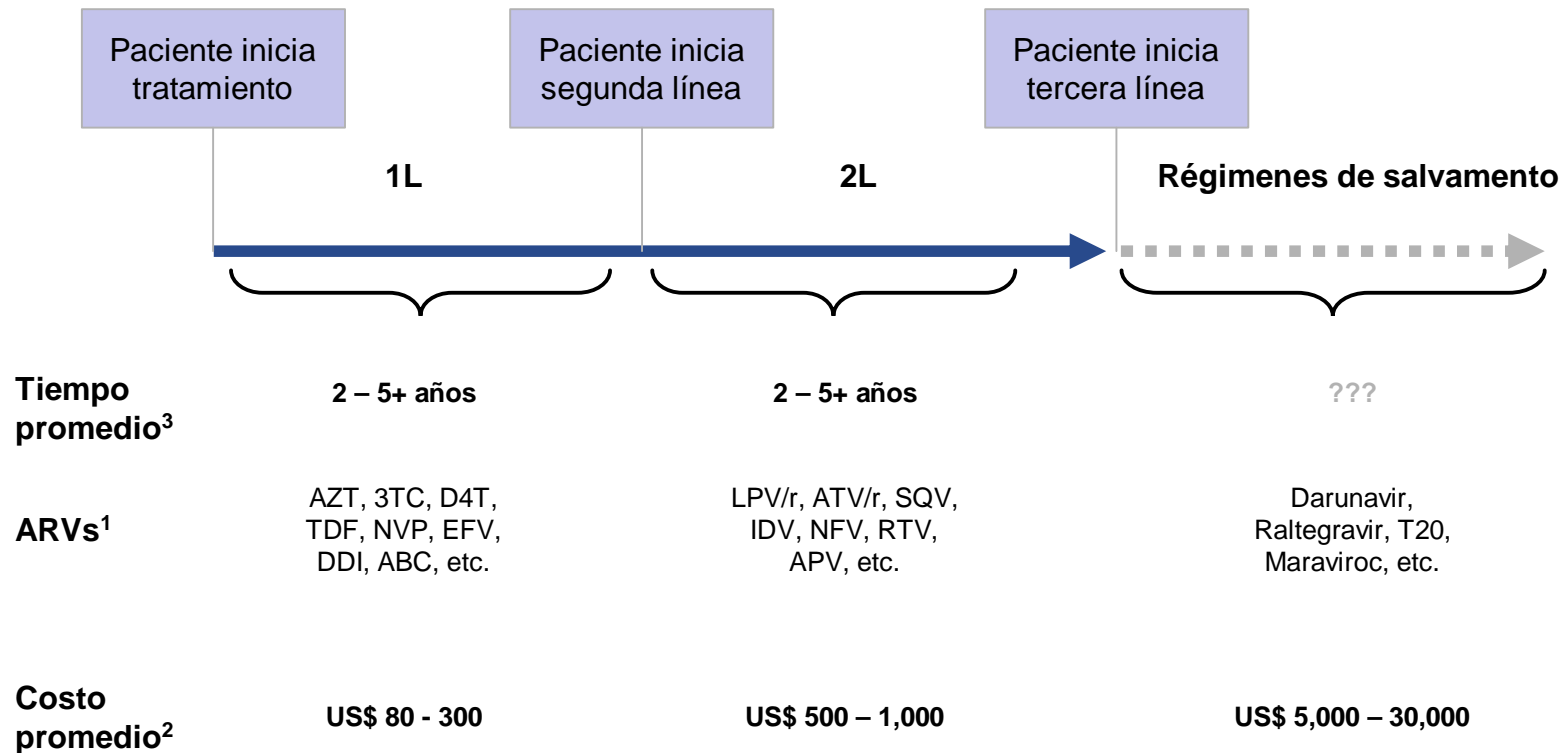 Paciente inicia
tratamiento
Paciente inicia
segunda línea
Paciente inicia
tercera línea
1L
2L
Régimenes de salvamento
Tiempo
promedio3
2 – 5+ años
2 – 5+ años
???
ARVs1
AZT, 3TC, D4T,
TDF, NVP, EFV,
DDI, ABC, etc.
LPV/r, ATV/r, SQV,
IDV, NFV, RTV,
APV, etc.
Darunavir,
Raltegravir, T20,
Maraviroc, etc.
Costo
promedio2
US$ 80 - 300
US$ 500 – 1,000
US$ 5,000 – 30,000